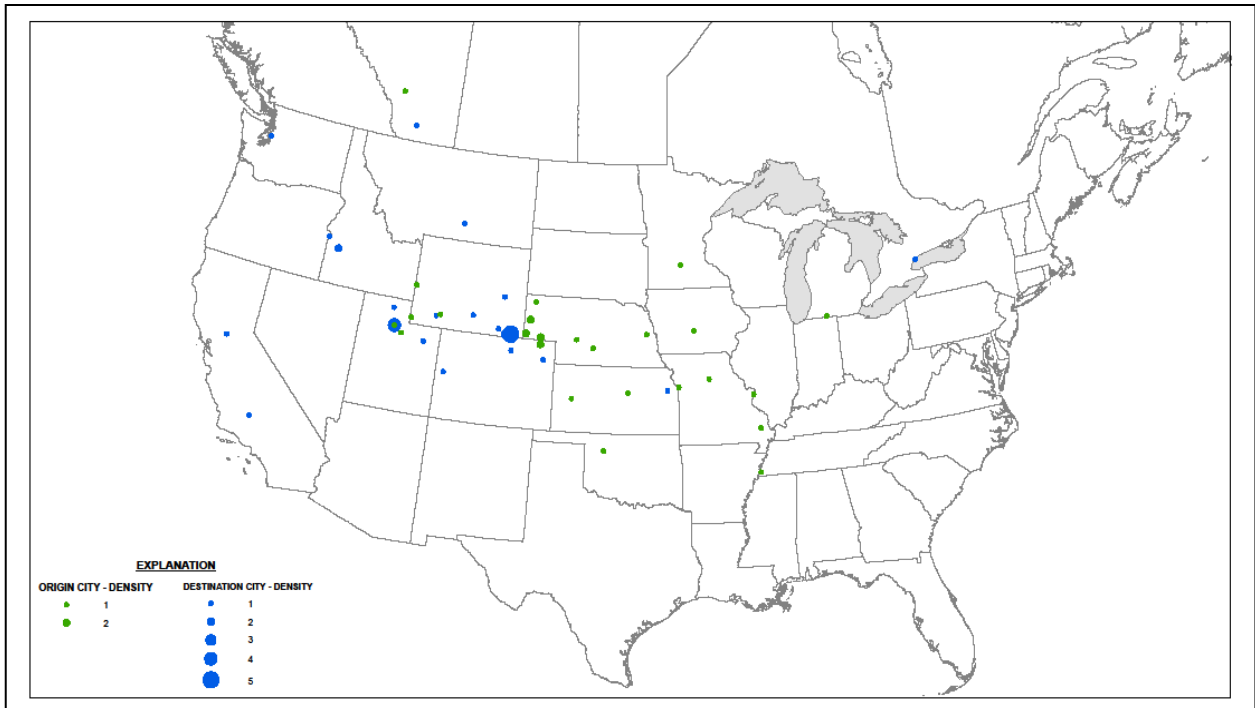 EXPLANATION
ORIGIN CITY - DENSITY DESTINATION CITY - DENSITY
1 1
2 2
3
4
5